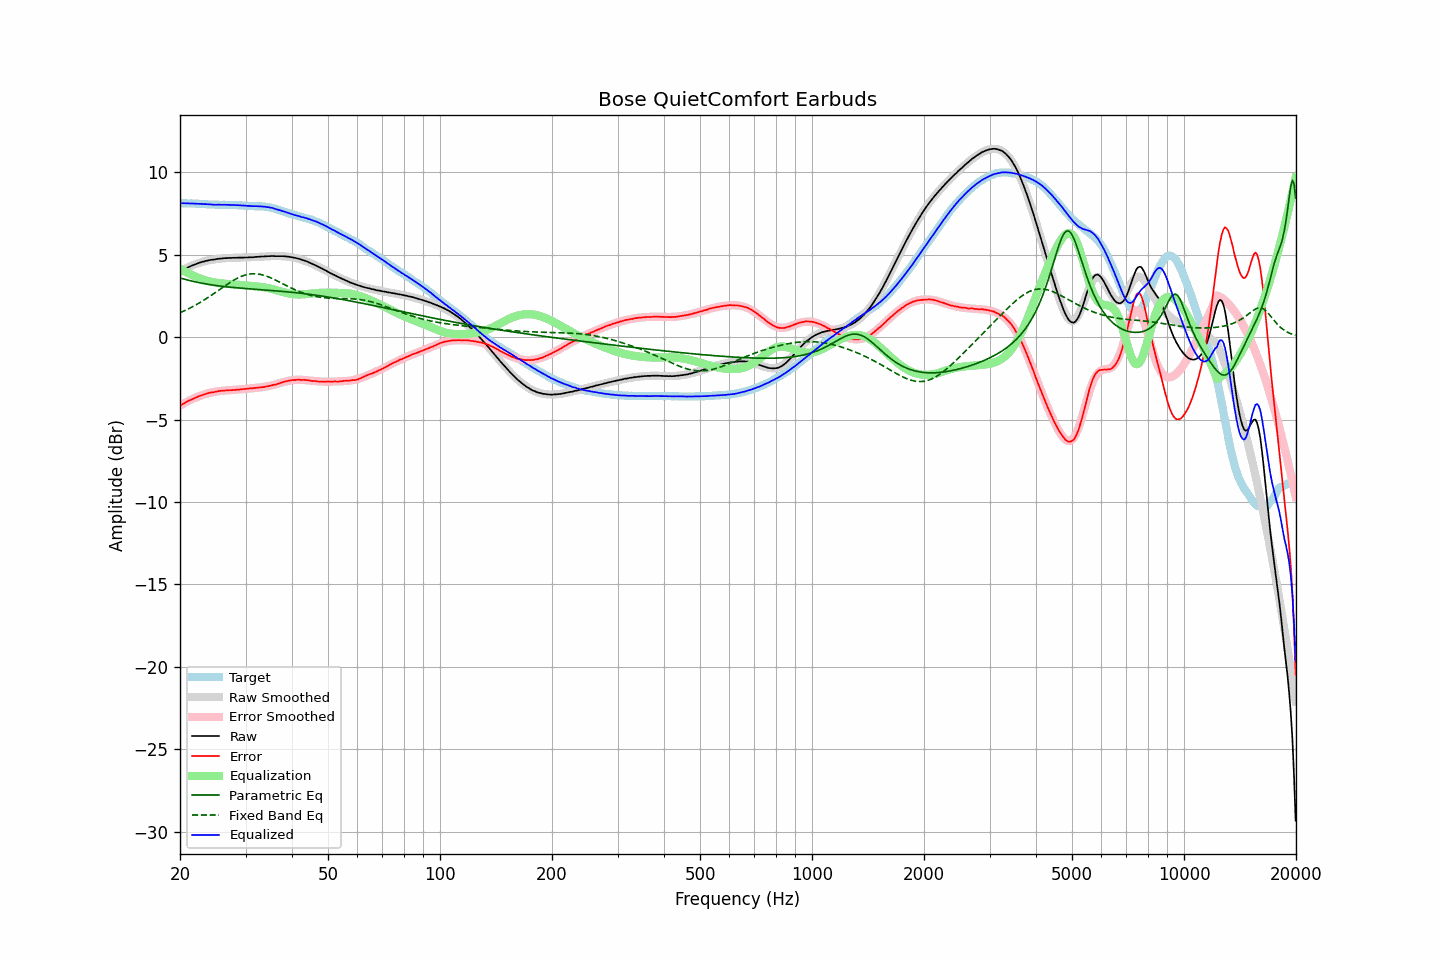 Bose QuietComfort Earbuds
10
5
0
−5
−10
−15
−20
−25
−30
Amplitude (dBr)
Target
Raw Smoothed
Error Smoothed
Raw
Error
Equalization
Parametric Eq
Fixed Band Eq
Equalized
20
50
100
200
500
1000
2000
5000
10000
20000
Frequency (Hz)